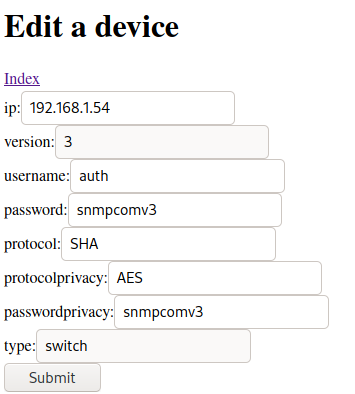 Edit a device
Index
ip: 192.168.1.54
version: 3
username: auth
password: snmpcomv3
protocol: SHA
protocolprivacy: AES
passwordprivacy: snmpcomv3
type: switch
Submit